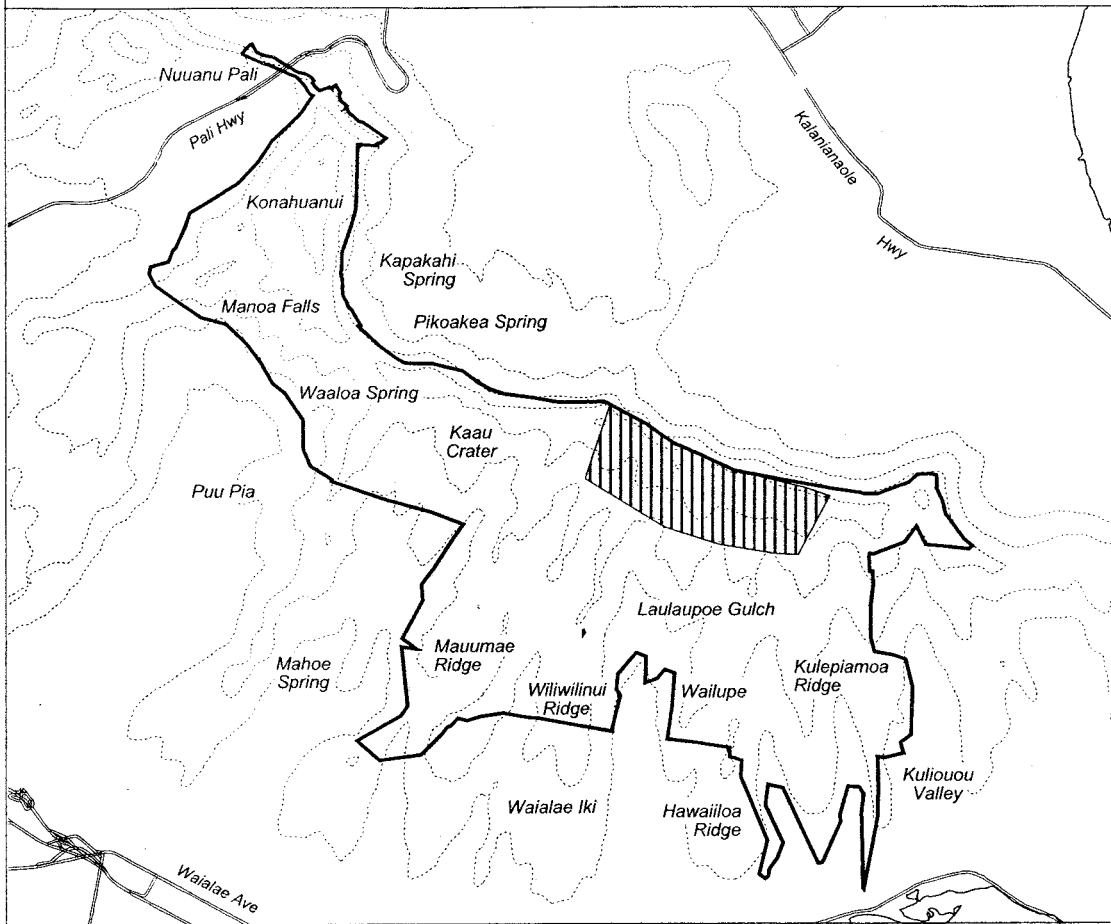 Nuuanu Pali
Pali Hwy
Kalanianaole
Hwy
Konahuanui
Kapakahi
Spring
Manoa Falls
Pikoakea Spring
Waaloa Spring
Kaau
Crater
Puu Pia
Laulaupoe Gulch
Mauumae
Ridge
Mahoe
Spring
Kulepiamoa
Ridge
Wiliwilinui
Ridge
Wailupe
Kuliouou
Valley
Waialae Iki
Hawaiiloa
Ridge
Waialae Ave